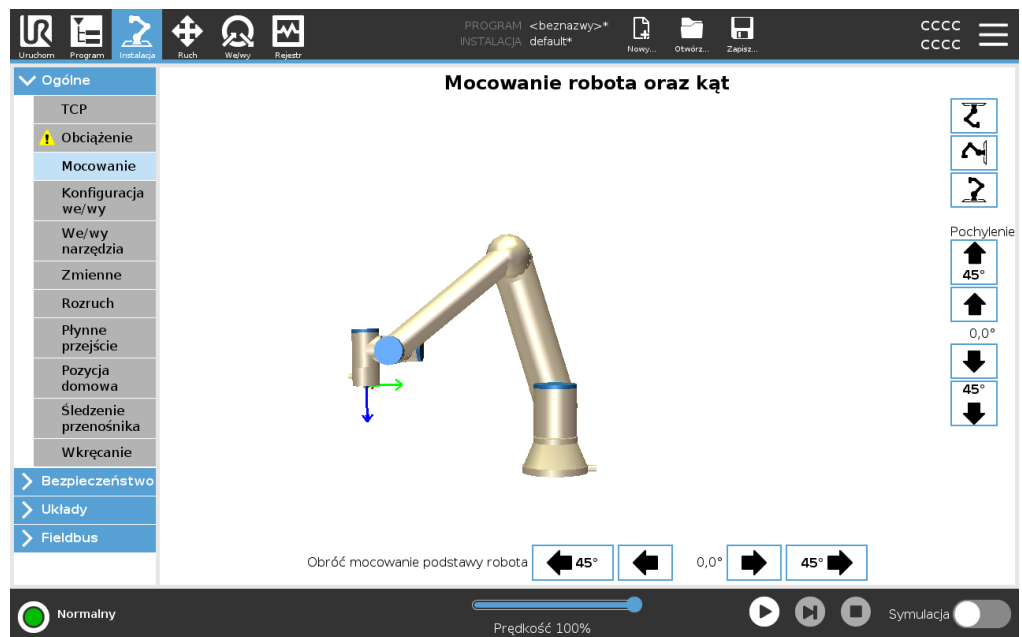 UR
Uruchom
Program
Instalacja
Ruch
We/wy
Rejestr
PROGRAM <beznazwy>*
INSTALACJA default*
Nowy...
Otwórz...
Zapisz...
cccc
cccc
Ogólne
TCP
Obciążenie
Mocowanie
Konfiguracja
we/wy
We/wy
narzędzia
Zmienne
Rozruch
Płynne
przejście
Pozycja
domowa
Śledzenie
przenośnika
Wkręcanie
Bezpieczeństwo
Układy
Fieldbus
Mocowanie robota oraz kąt
Pochylenie
45°
0,0°
45°
Obróć mocowanie podstawy robota 45° 0,0° 45°
Normalny
Prędkość 100%
Symulacja